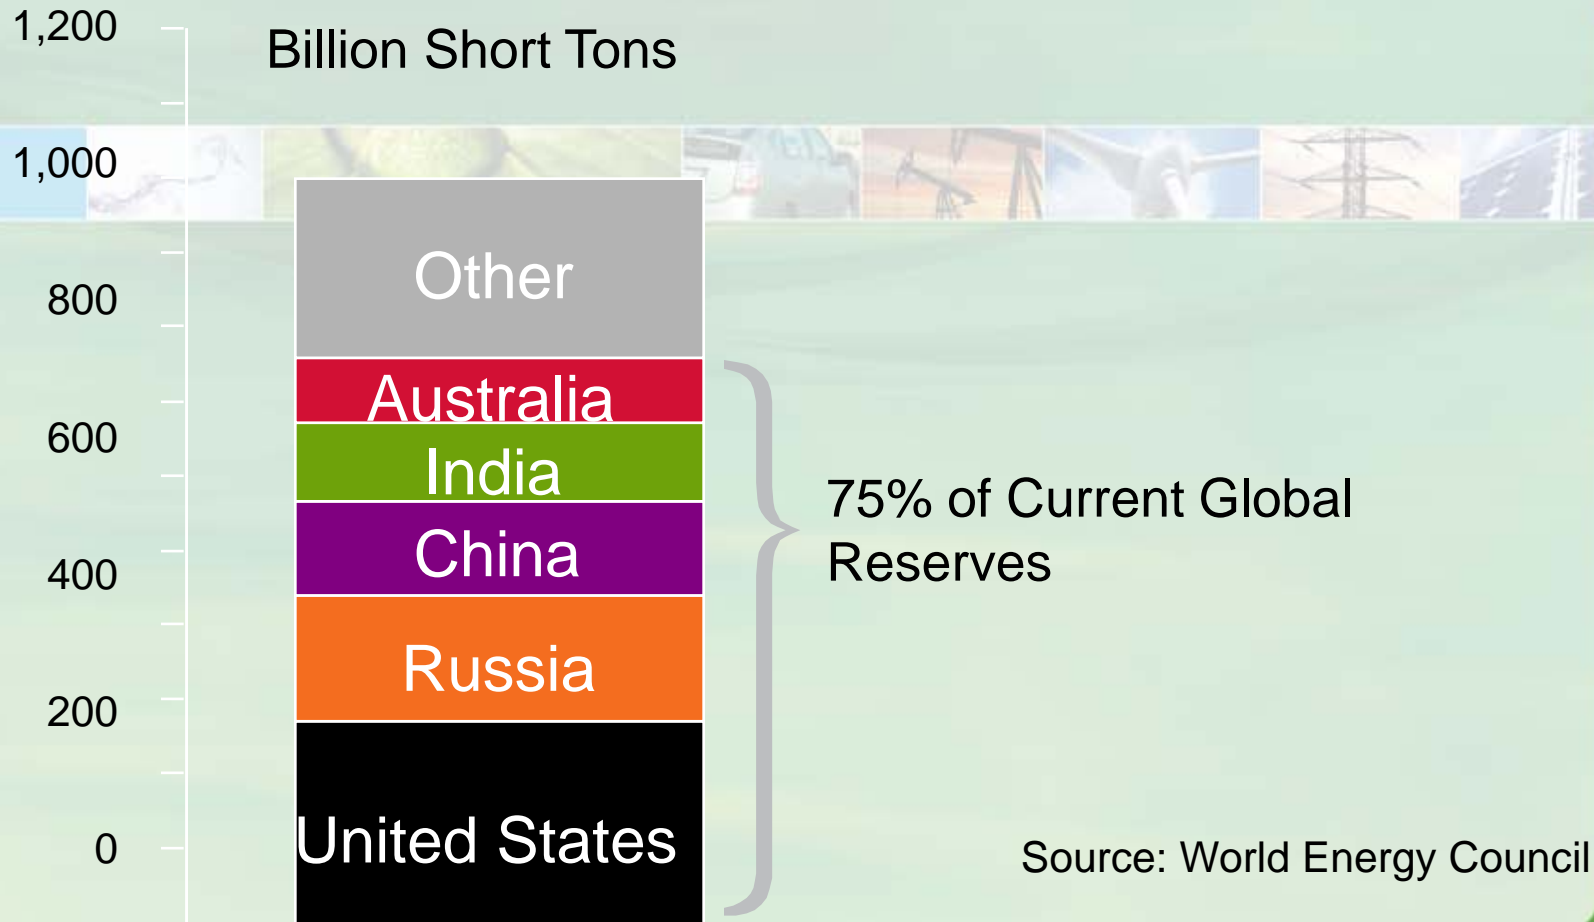 1,200
Billion Short Tons
1,000
Other
800
Australia
600
India
75% of Current Global
Reserves
China
400
Russia
200
United States
0
Source: World Energy Council